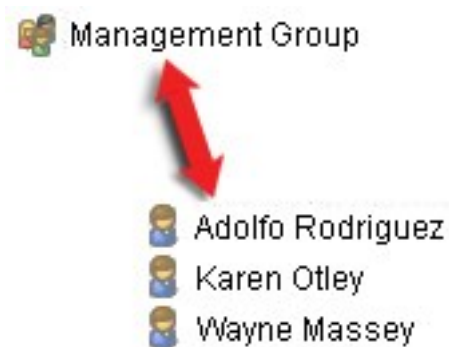 Management Group
Adolfo Rodriguez
Karen Otley
Wayne Massey